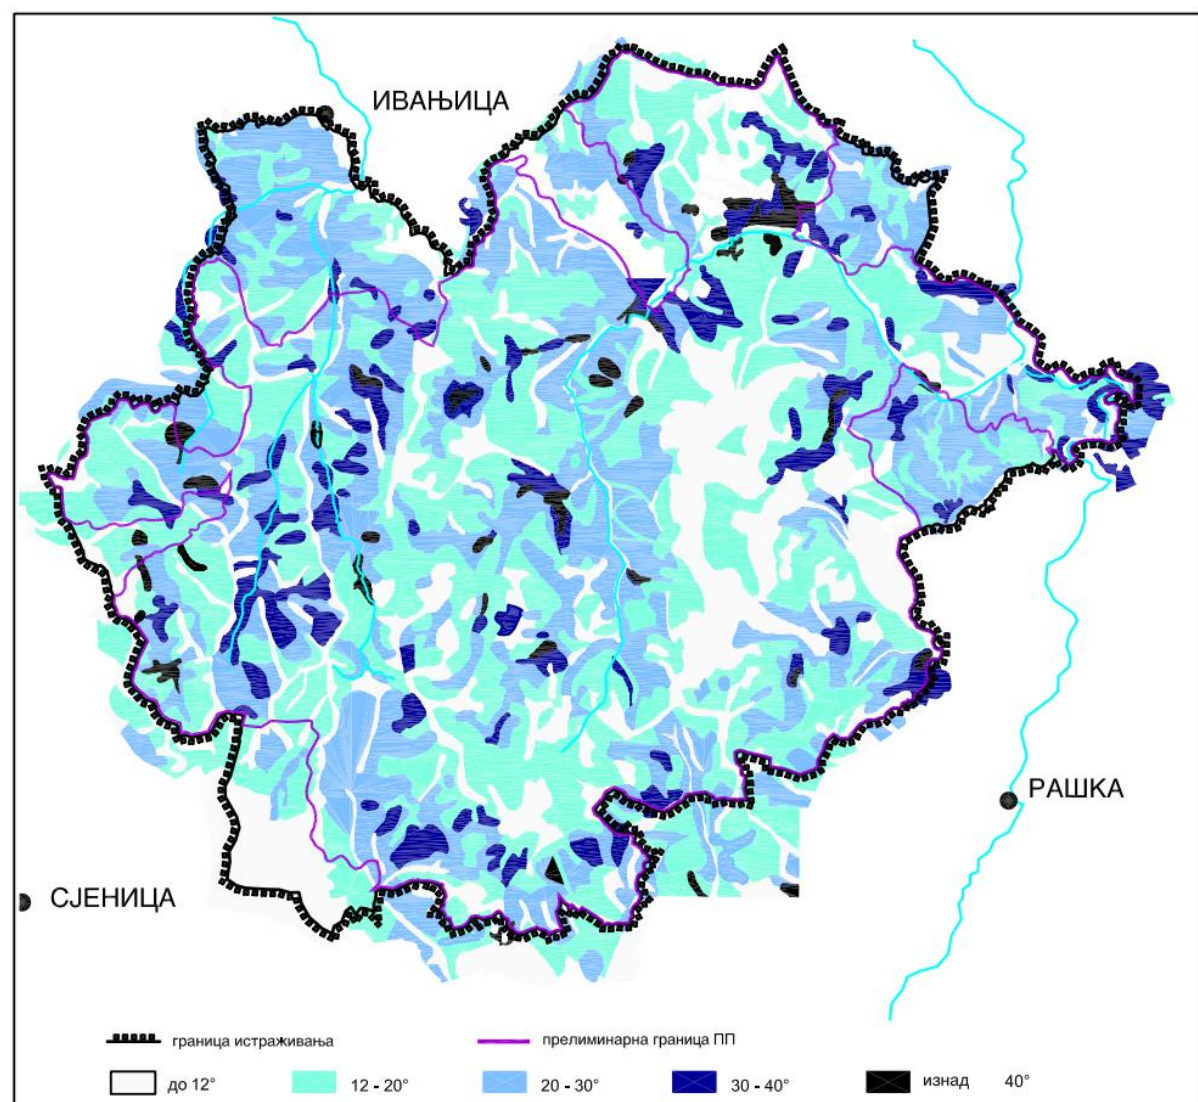 ИВАЊИЦА
РАШКА
СЈЕНИЦА
граница истраживања
прелиминарна граница ПП
до 12°
12 - 20°
20 - 30°
30 - 40°
изнад 40°